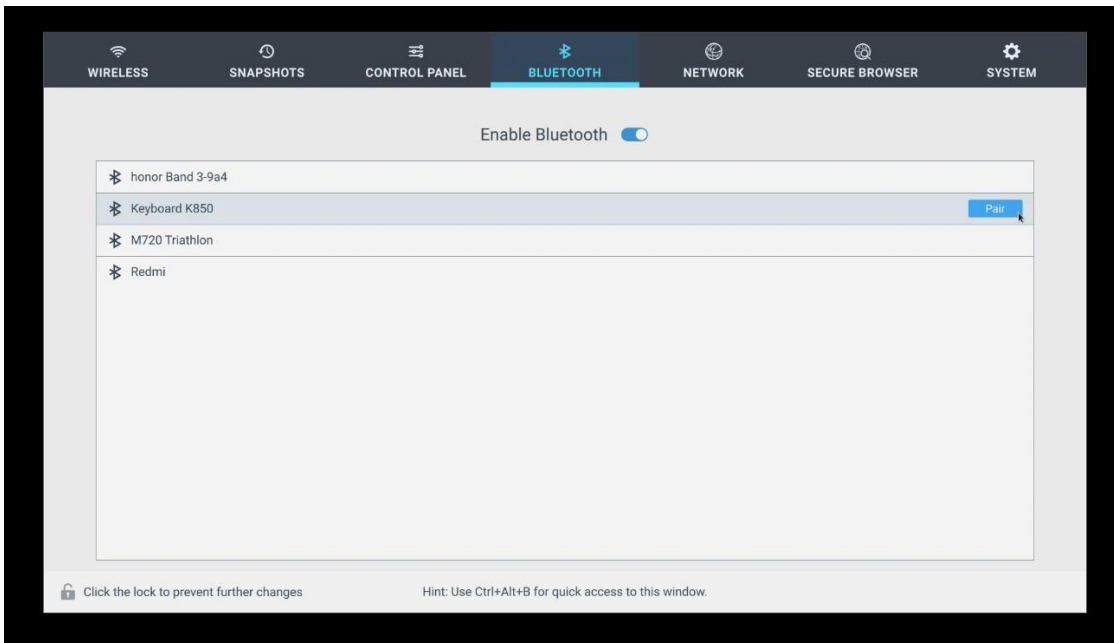 WIRELESS
SNAPSHOTS
CONTROL PANEL
BLUETOOTH
NETWORK
SECURE BROWSER
SYSTEM
Enable Bluetooth
honor Band 3-9a4
Keyboard K850
Pair
M720 Triathlon
Redmi
Click the lock to prevent further changes
Hint: Use Ctrl+Alt+B for quick access to this window.